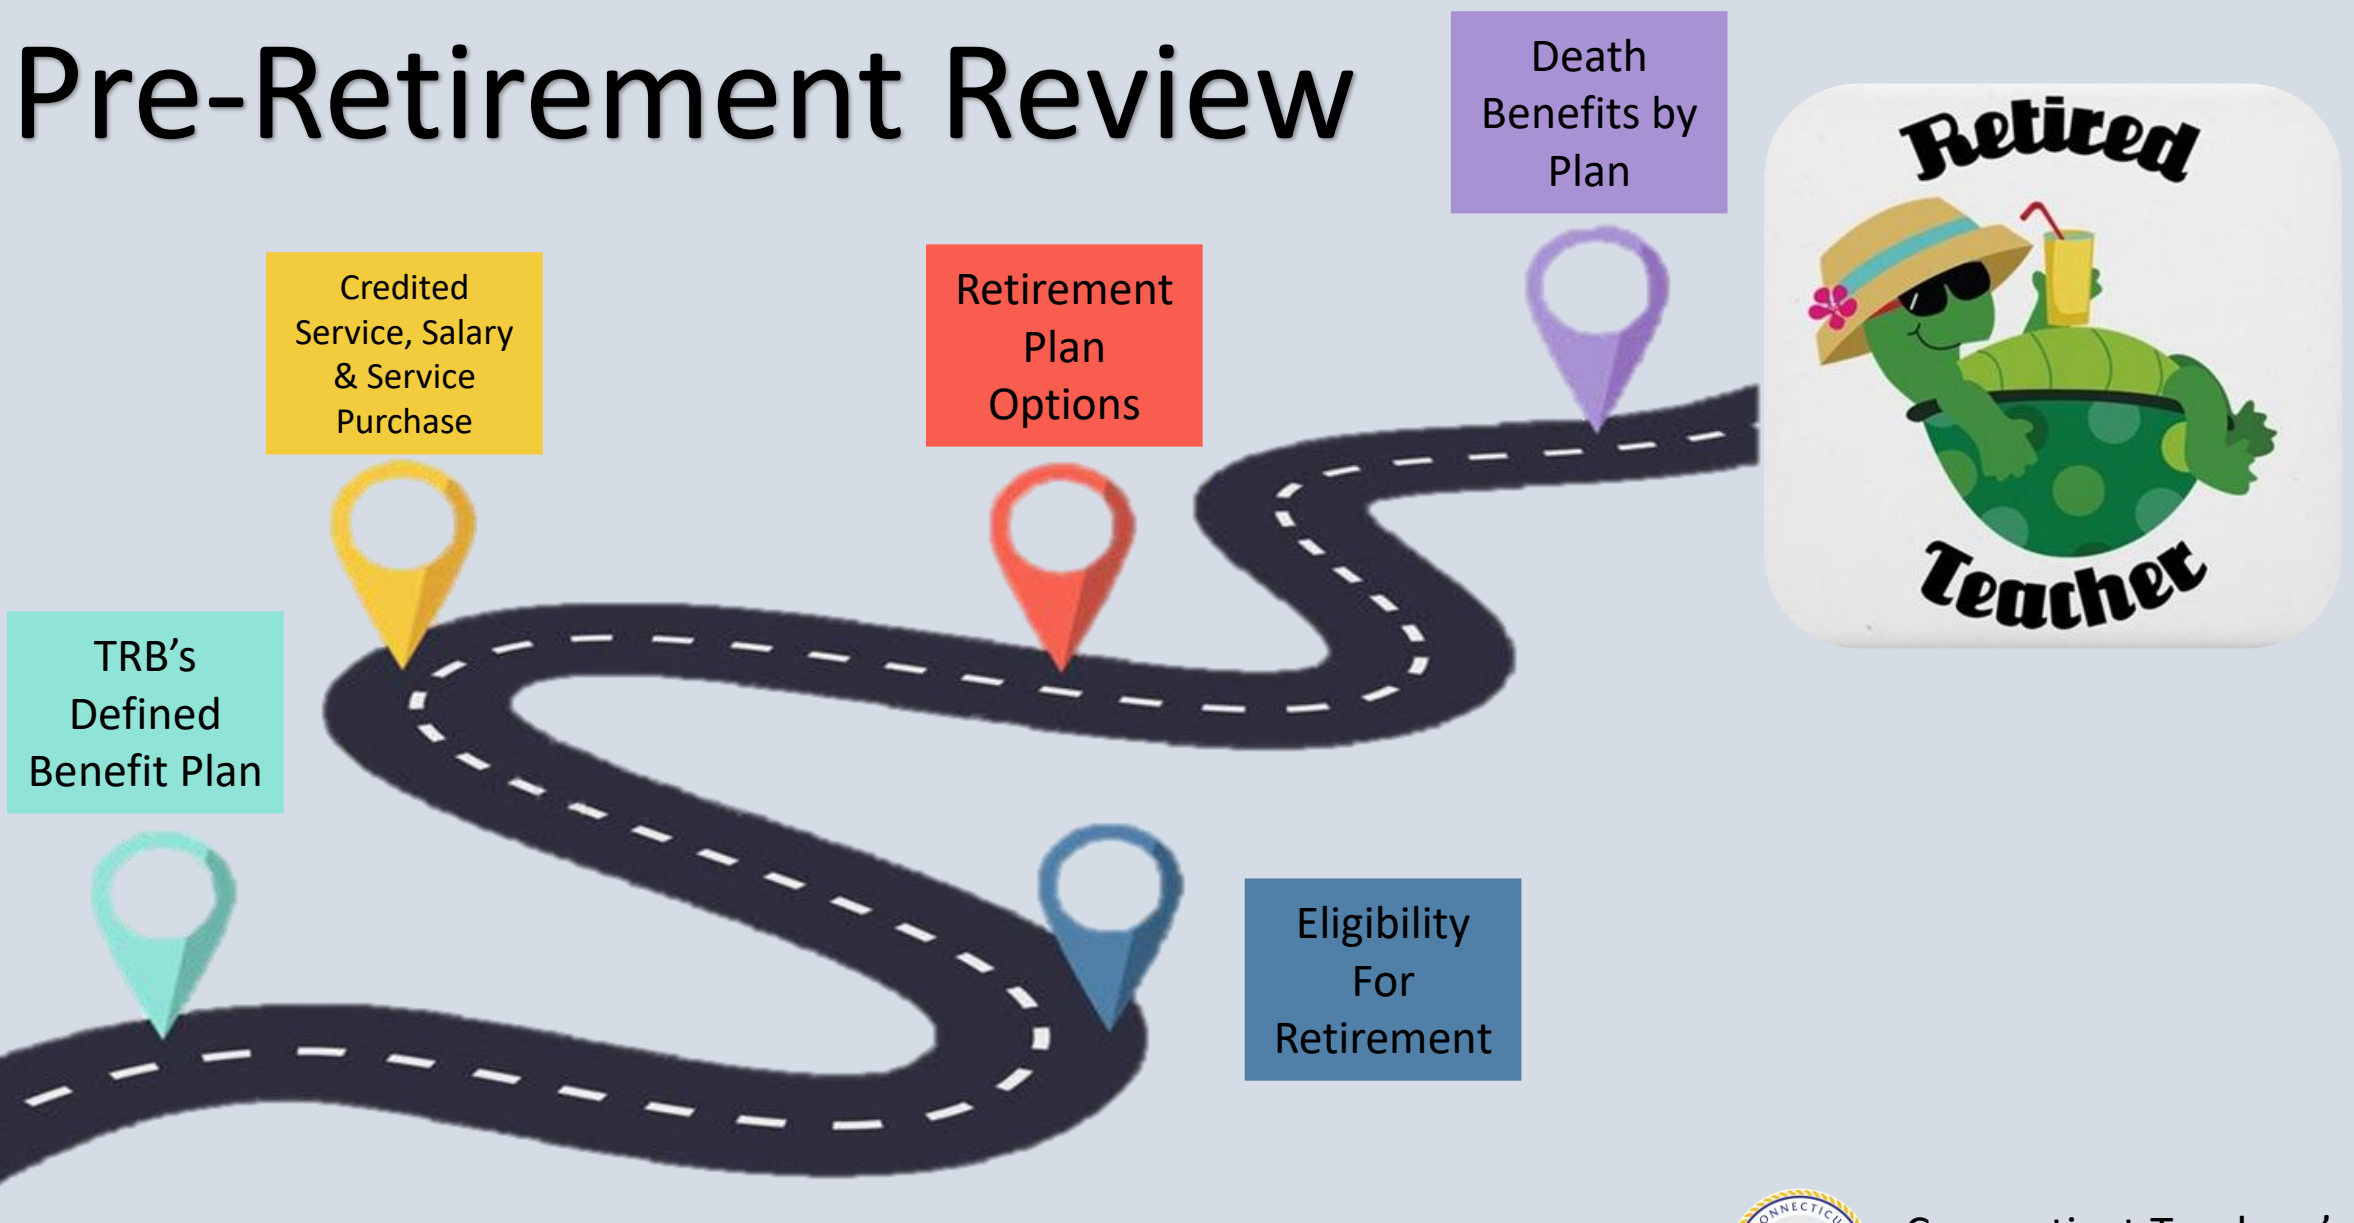 Pre-Retirement Review
Death
Benefits by
Plan
Retired
Teacher
Credited
Service, Salary
& Service
Purchase
Retirement
Plan
Options
TRB’s
Defined
Benefit Plan
Eligibility
For
Retirement